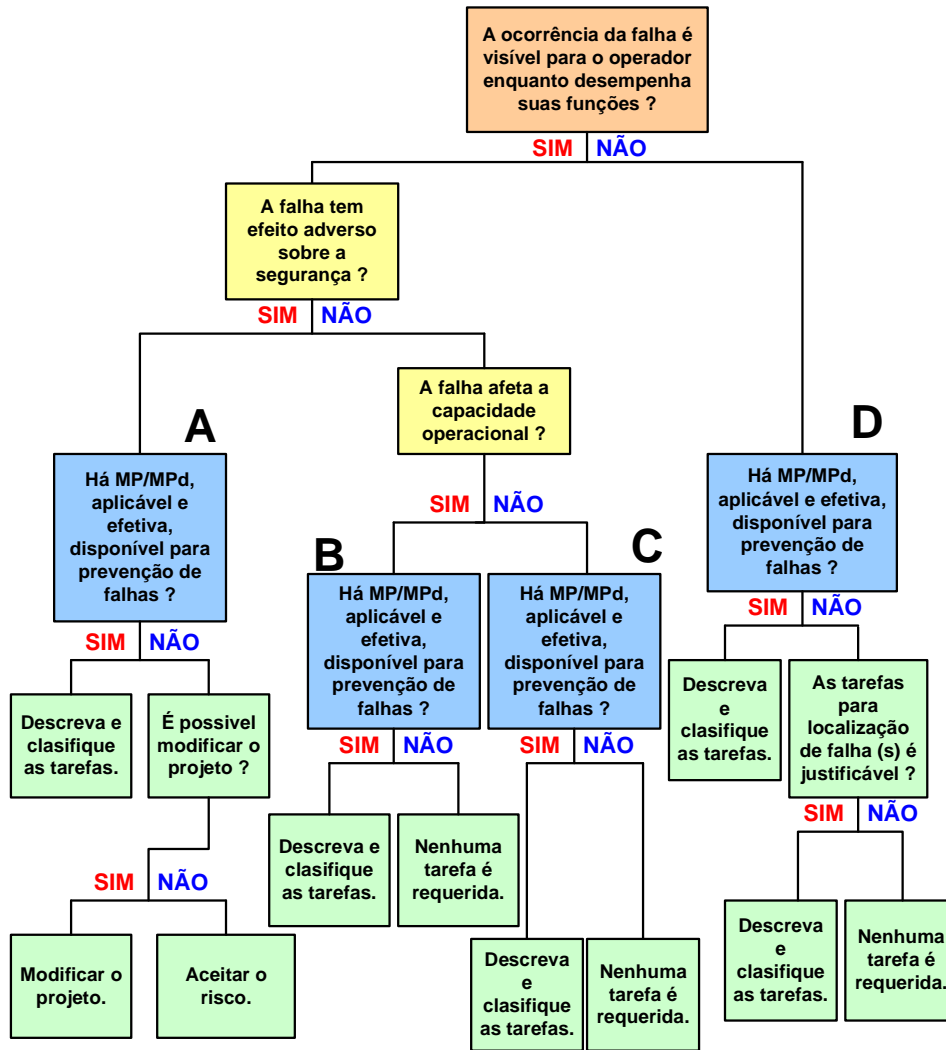 A ocorrência da falha é
visível para o operador
enquanto desempenha
suas funções ?
SIM NÃO
A falha tem
efeito adverso
sobre a
segurança ?
SIM NÃO
A falha afeta a
capacidade
operacional ?
SIM NÃO
A
Há MP/MPd,
aplicável e
efetiva,
disponível para
prevenção de
falhas ?
SIM NÃO
Descreva e
clasifique
as tarefas.
É possivel
modificar o
projeto ?
SIM NÃO
Modificar o
projeto.
Aceitar o
risco.
B
Há MP/MPd,
aplicável e
efetiva,
disponível para
prevenção de
falhas ?
SIM NÃO
Descreva e
clasifique
as tarefas.
Nenhuma
tarefa é
requerida.
C
Há MP/MPd,
aplicável e
efetiva,
disponível para
prevenção de
falhas ?
SIM NÃO
Descreva
e
clasifique
as tarefas.
Nenhuma
tarefa é
requerida.
D
Há MP/MPd,
aplicável e efetiva,
disponível para
prevenção de
falhas ?
SIM NÃO
Descreva
e
clasifique
as tarefas.
As tarefas
para
localização
de falha (s) é
justificável ?
SIM NÃO
Descreva
e
clasifique
as tarefas.
Nenhuma
tarefa é
requerida.